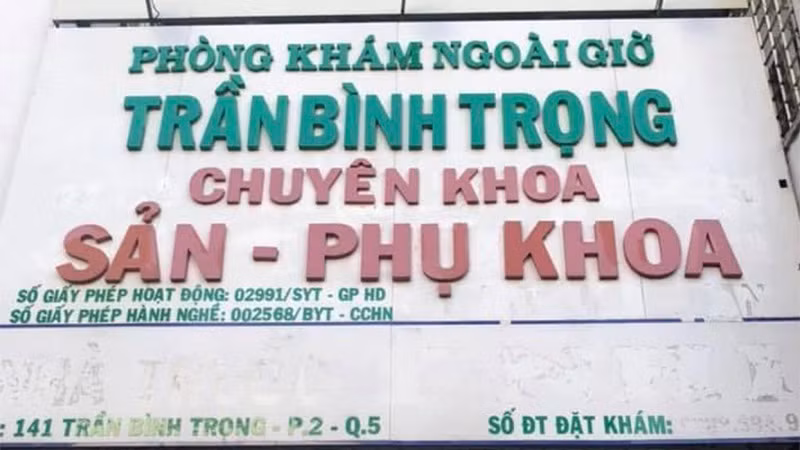 PHÒNG KHÁM NGOÀI GIỜ
TRẦN BÌNH TRỌNG
CHUYÊN KHOA
SẢN - PHỤ KHOA
SỐ GIẤY PHÉP HOẠT ĐỘNG: 02991/SYT - GP HD
SỐ GIẤY PHÉP HÀNH NGHỀ: 002568/BYT - CCHN
: 141 TRẦN BÌNH TRỌNG - P.2 - Q.5
SỐ ĐT ĐẶT KHÁM: